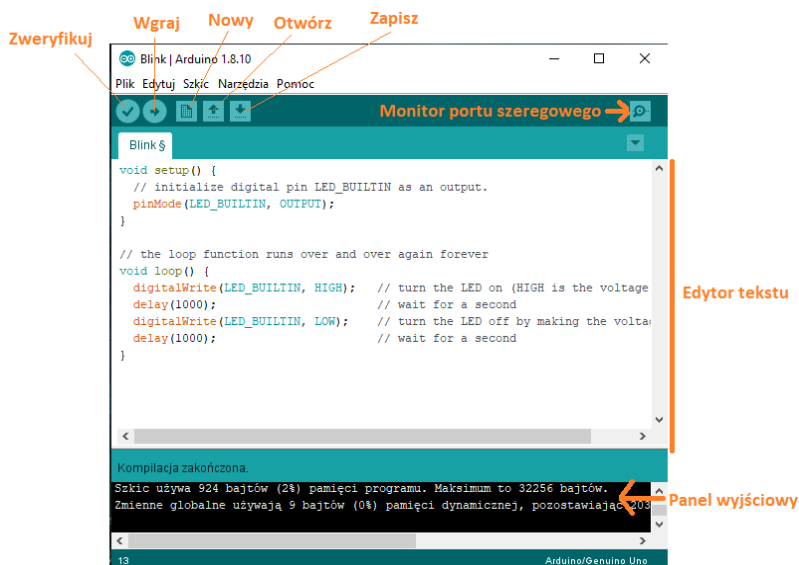 Zweryfikuj
Wgraj
Nowy
Otwórz
Zapisz
Blink | Arduino 1.8.10
Plik Edytuj Szkic Narzędzia Pomoc
Monitor portu szeregowego
Blink §
void setup() {
// initialize digital pin LED_BUILTIN as an output.
pinMode(LED_BUILTIN, OUTPUT);
}
// the loop function runs over and over again forever
void loop() {
digitalWrite(LED_BUILTIN, HIGH);   // turn the LED on (HIGH is the voltage
delay(1000);                       // wait for a second
digitalWrite(LED_BUILTIN, LOW);    // turn the LED off by making the volta
delay(1000);                       // wait for a second
}
Edytor tekstu
Kompilacja zakończona.
Szkic używa 924 bajtów (2%) pamięci programu. Maksimum to 32256 bajtów.
Zmienne globalne używają 9 bajtów (0%) pamięci dynamicznej, pozostawiając 203
Panel wyjściowy
13
Arduino/Genuino Uno